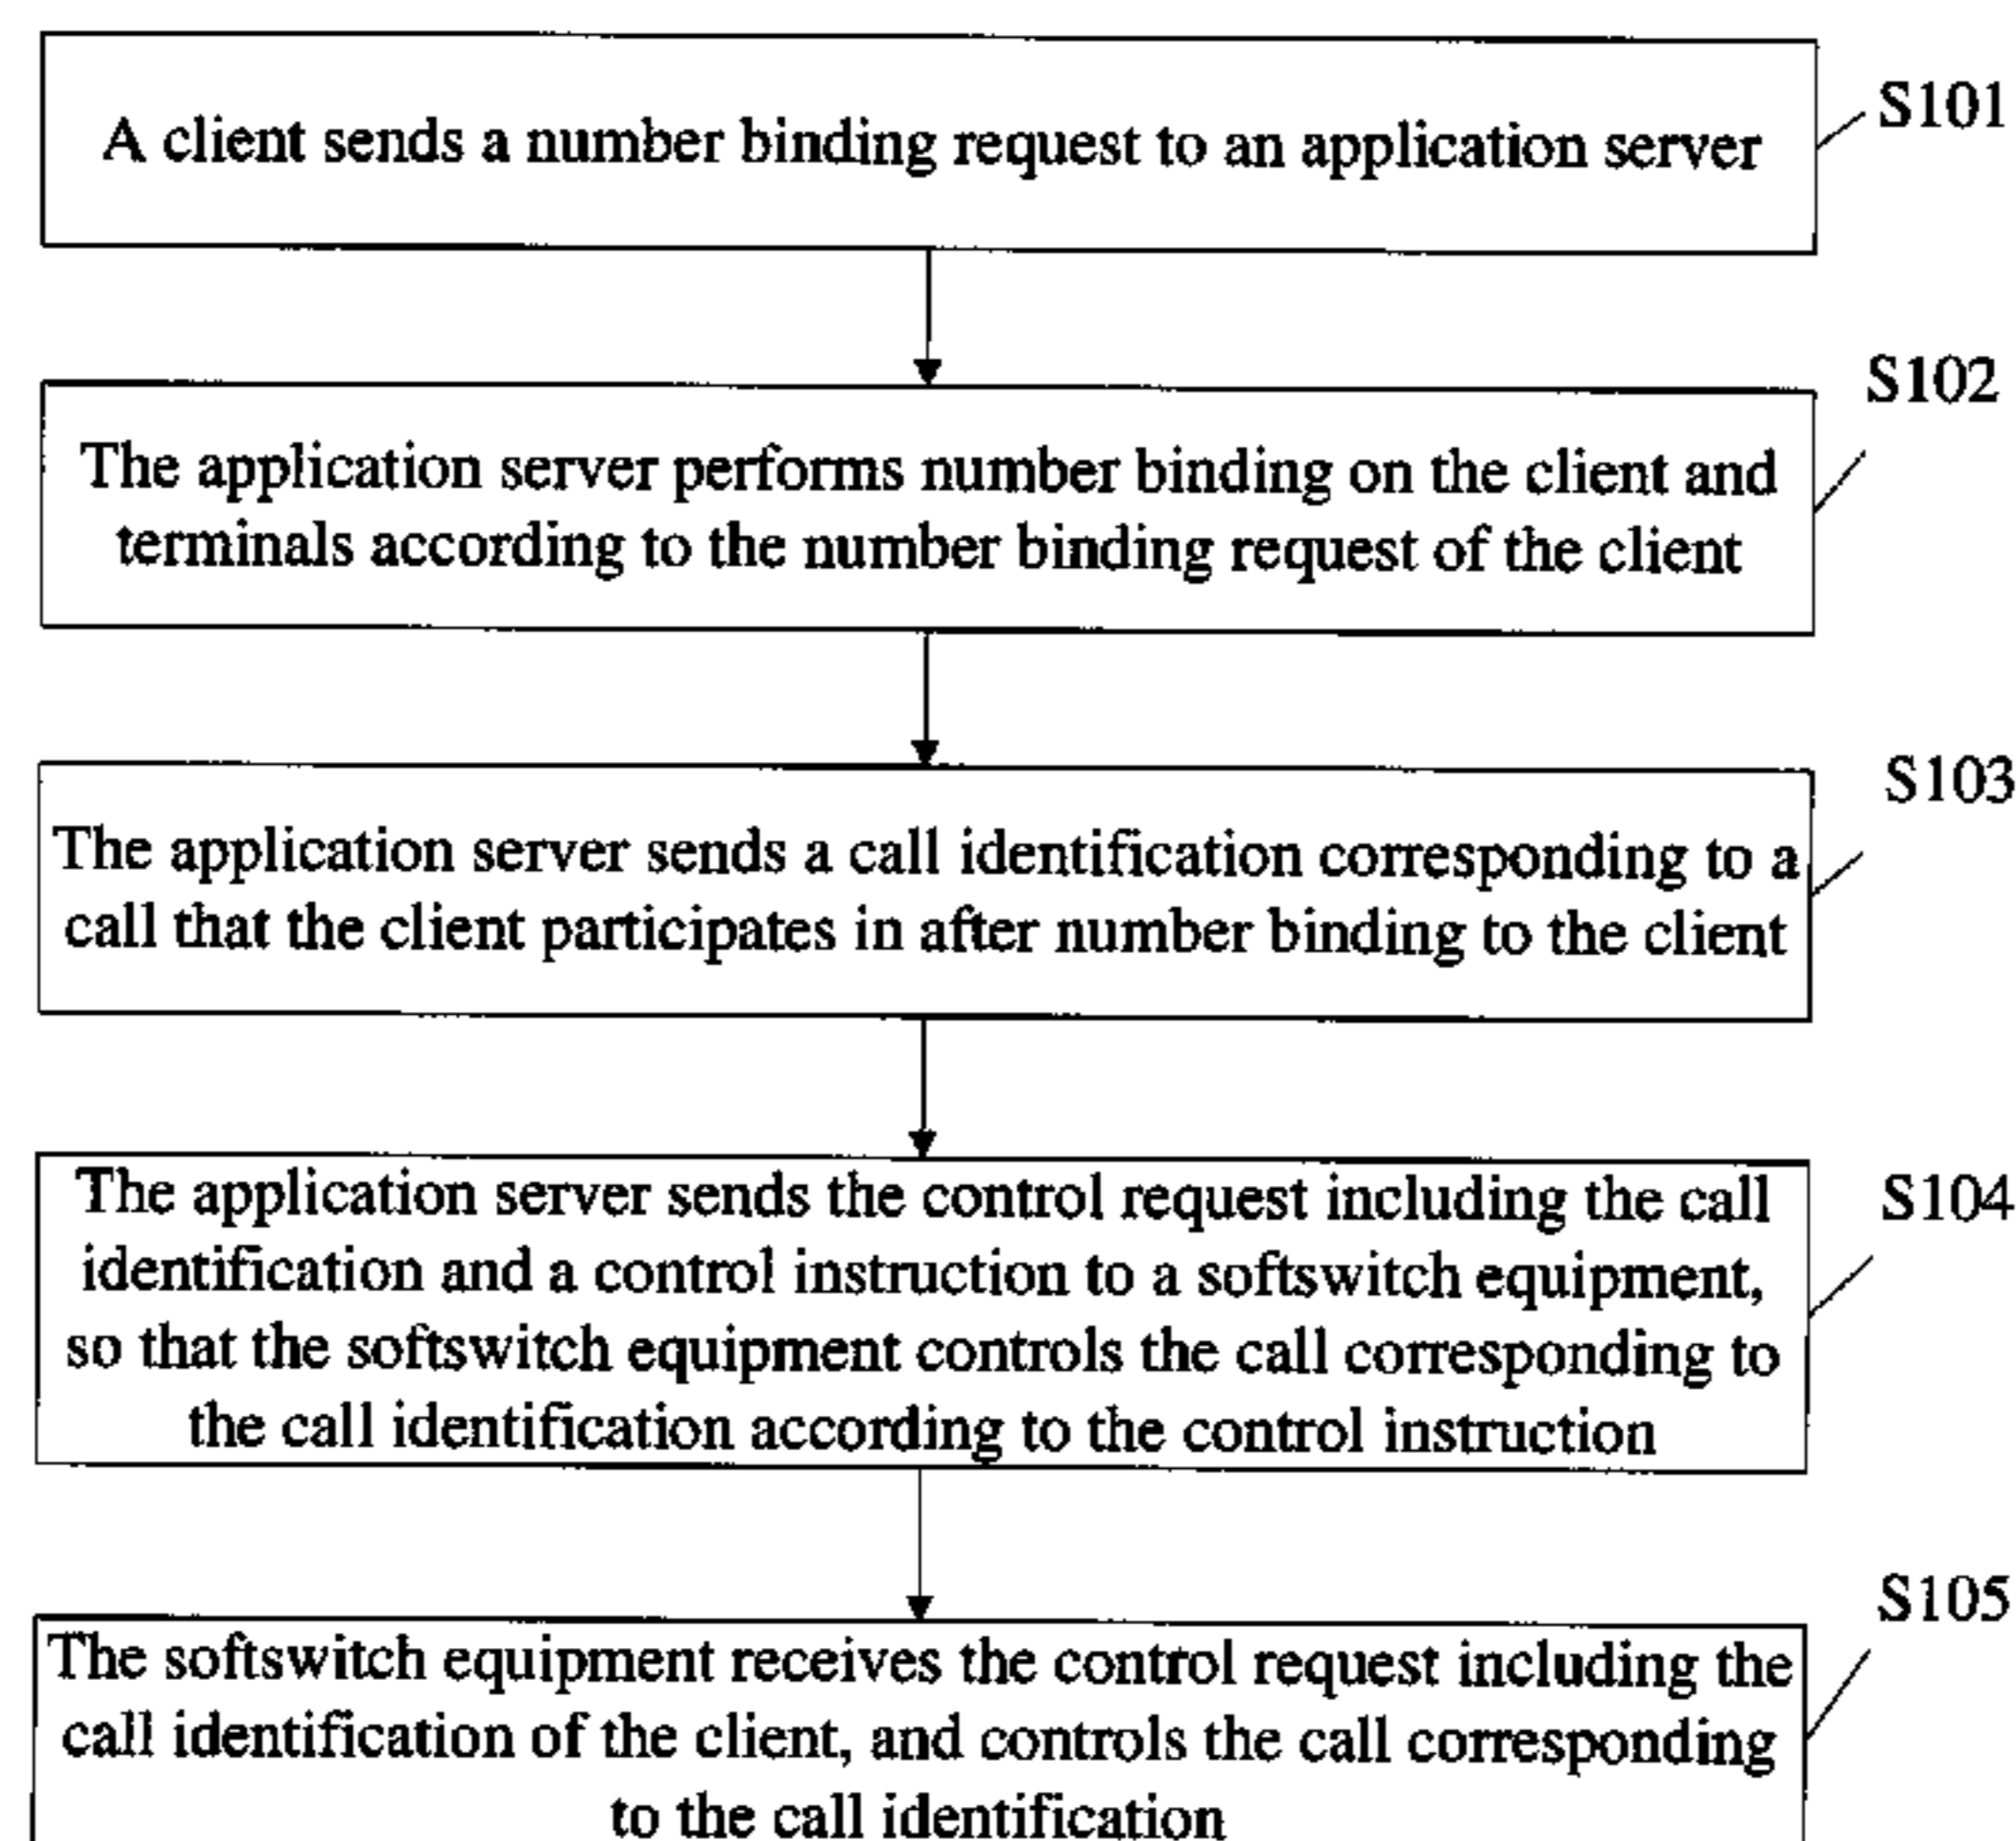 A client sends a number binding request to an application server
S101
S102
The application server performs number binding on the client and
terminals according to the number binding request of the client
S103
The application server sends a call identification corresponding to a
call that the client participates in after number binding to the client
The application server sends the control request including the call
S104
identification and a control instruction to a softswitch equipment,
so that the softswitch equipment controls the call corresponding to
the call identification according to the control instruction
S105
The softswitch equipment receives the control request including the
call identification of the client, and controls the call corresponding
to the call identification